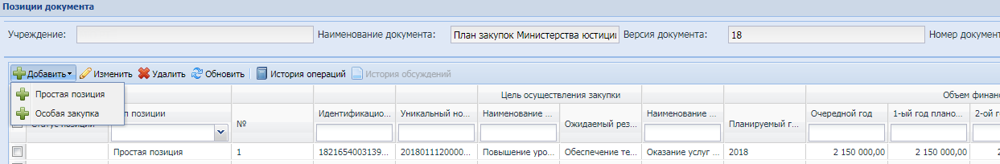 Позиции документа
Учреждение: Наименование документа: План закупок Министерства юстици Версия документа: 18 Номер документ
Добавить Изменить Удалить Обновить История операций История обсуждений
Простая позиция
Особая закупка
Цель осуществления закупки Объем финанс
Статус позиции п позиции № Идентификацио... Уникальный но... Наименование ... Ожидаемый рез... Наименование ... Планируемый г... Очередной год 1-ый год плано... 2-ой г
Простая позиция 1 1821654003139... 2018011120000... Повышение уро... Обеспечение те... Оказание услуг ... 2018 2 150 000,00 2 150 000,00 2